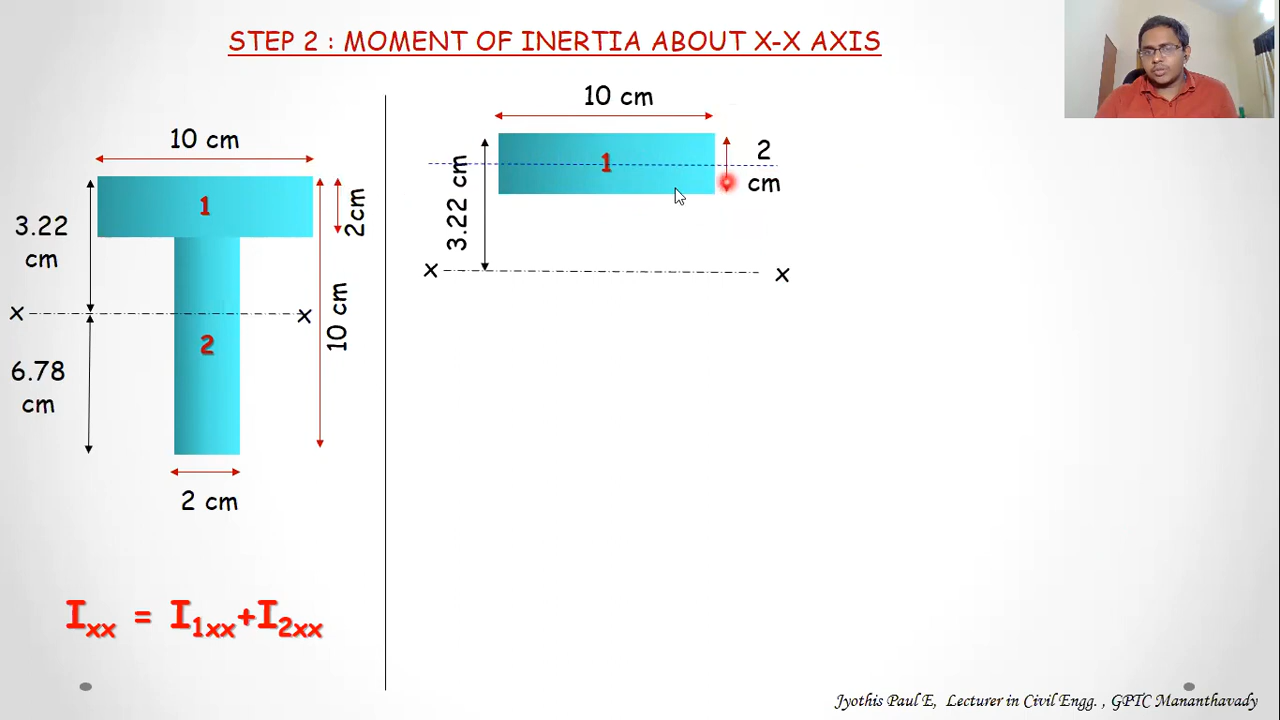 STEP 2 : MOMENT OF INERTIA ABOUT X-X AXIS
10 cm
1
2cm
3.22
cm
x
x
10 cm
2
6.78
cm
2 cm
Ixx = I1xx+I2xx
10 cm
1
2
cm
3.22 cm
x
x
Jyothis Paul E, Lecturer in Civil Engg. , GPTC Mananthavady